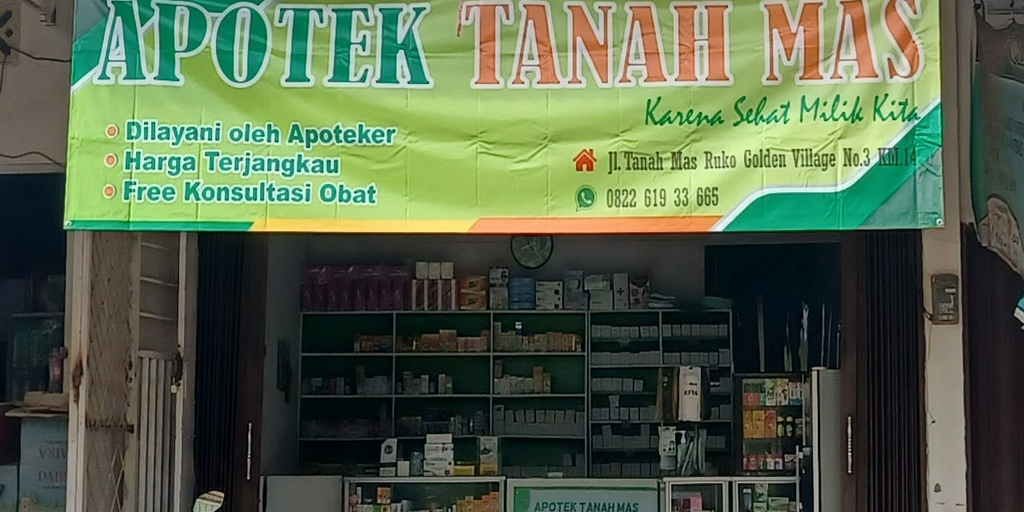 APOTEK TANAH MAS
Karena Sehat Milik Kita
Dilayani oleh Apoteker
Harga Terjangkau
Free Konsultasi Obat
Jl. Tanah Mas Ruko Golden Village No.3 KM.14
0822 619 33 665
APOTEK TANAH MAS